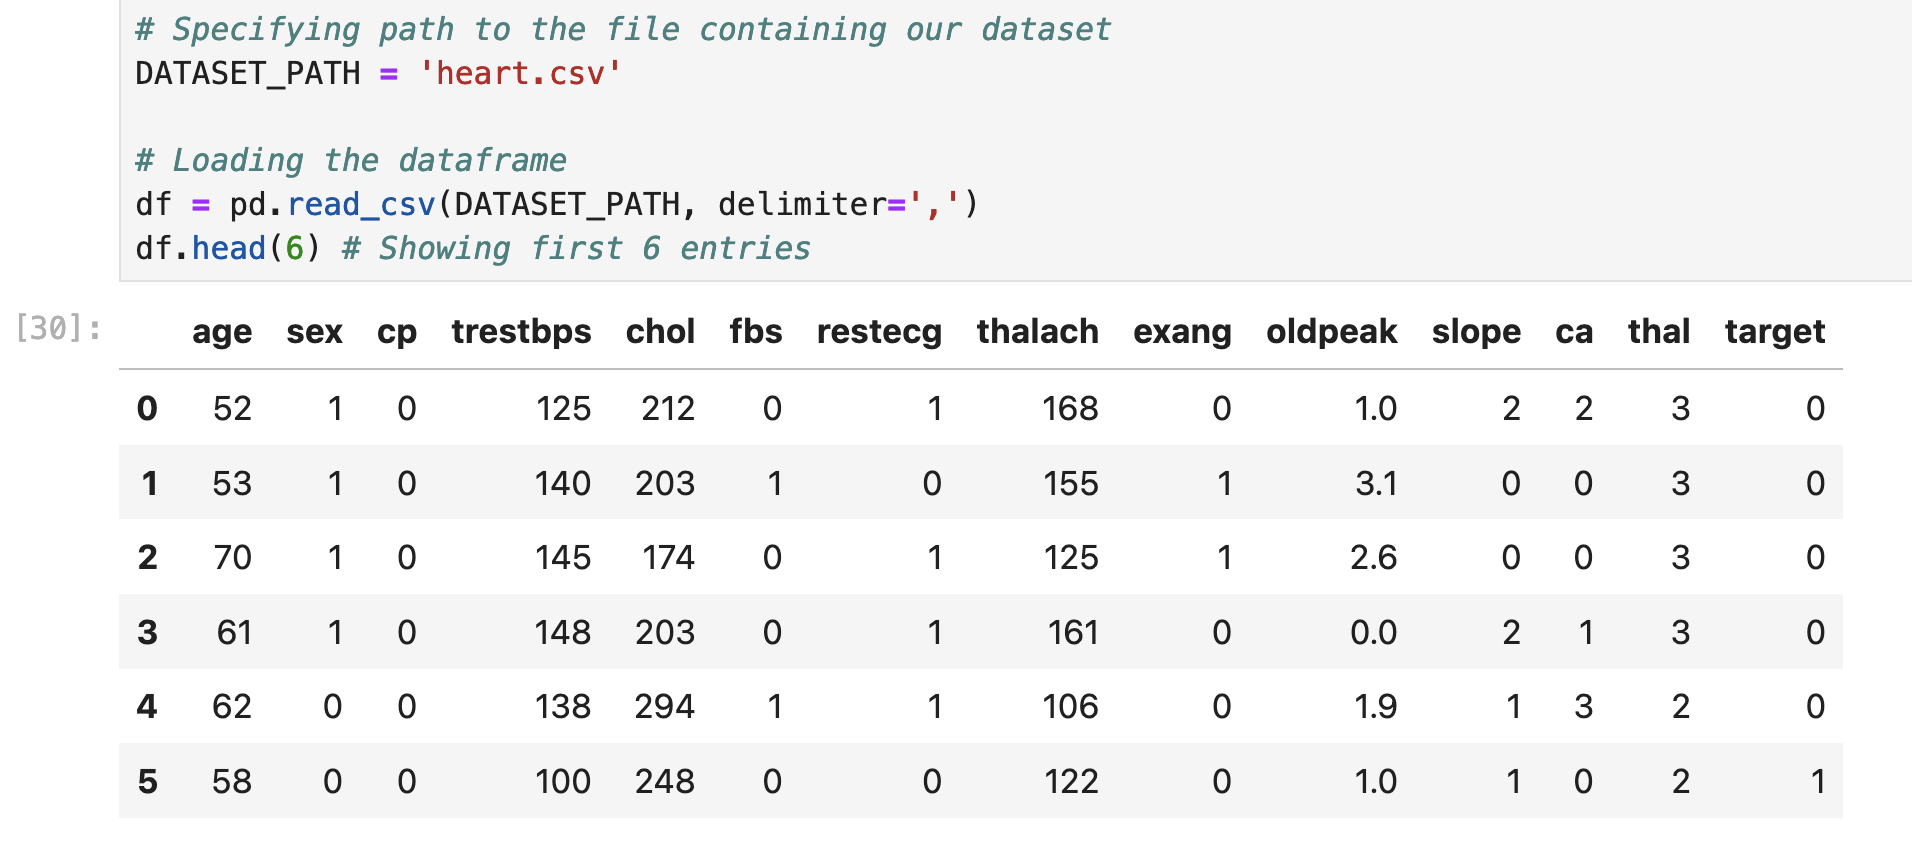 # Specifying path to the file containing our dataset
DATASET_PATH = 'heart.csv'
# Loading the dataframe
df = pd.read_csv(DATASET_PATH, delimiter=',')
df.head(6) # Showing first 6 entries
[30]:
age sex cp trestbps chol fbs restecg thalach exang oldpeak slope ca thal target
0 52 1 0 125 212 0 1 168 0 1.0 2 2 3 0
1 53 1 0 140 203 1 0 155 1 3.1 0 0 3 0
2 70 1 0 145 174 0 1 125 1 2.6 0 0 3 0
3 61 1 0 148 203 0 1 161 0 0.0 2 1 3 0
4 62 0 0 138 294 1 1 106 0 1.9 1 3 2 0
5 58 0 0 100 248 0 0 122 0 1.0 1 0 2 1